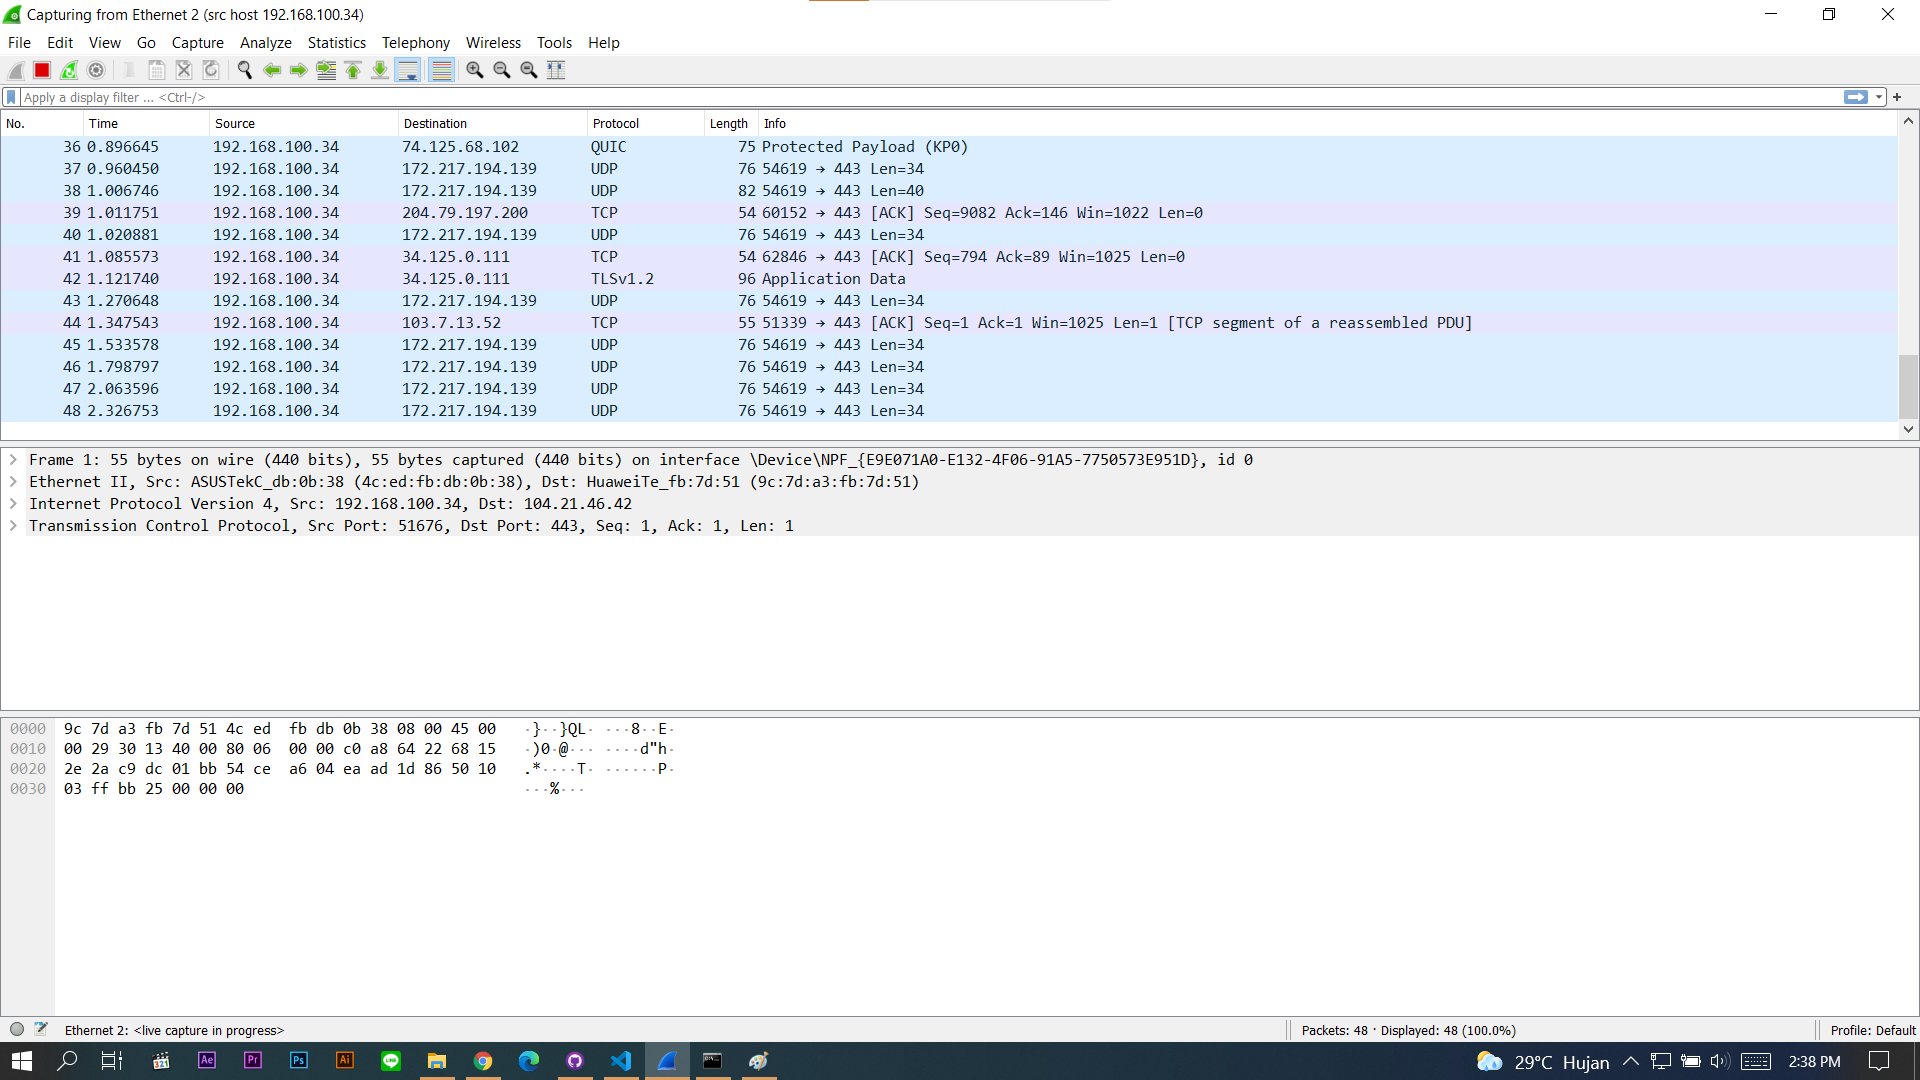 Capturing from Ethernet 2 (src host 192.168.100.34)
File Edit View Go Capture Analyze Statistics Telephony Wireless Tools Help
Apply a display filter ... <Ctrl-/>
No. Time Source Destination Protocol Length Info
36 0.896645 192.168.100.34 74.125.68.102 QUIC 75 Protected Payload (KP0)
37 0.960450 192.168.100.34 172.217.194.139 UDP 76 54619 → 443 Len=34
38 1.006746 192.168.100.34 172.217.194.139 UDP 82 54619 → 443 Len=40
39 1.011751 192.168.100.34 204.79.197.200 TCP 54 60152 → 443 [ACK] Seq=9082 Ack=146 Win=1022 Len=0
40 1.020881 192.168.100.34 172.217.194.139 UDP 76 54619 → 443 Len=34
41 1.085573 192.168.100.34 34.125.0.111 TCP 54 62846 → 443 [ACK] Seq=794 Ack=89 Win=1025 Len=0
42 1.121740 192.168.100.34 34.125.0.111 TLSv1.2 96 Application Data
43 1.270648 192.168.100.34 172.217.194.139 UDP 76 54619 → 443 Len=34
44 1.347543 192.168.100.34 103.7.13.52 TCP 55 51339 → 443 [ACK] Seq=1 Ack=1 Win=1025 Len=1 [TCP segment of a reassembled PDU]
45 1.533578 192.168.100.34 172.217.194.139 UDP 76 54619 → 443 Len=34
46 1.798797 192.168.100.34 172.217.194.139 UDP 76 54619 → 443 Len=34
47 2.063596 192.168.100.34 172.217.194.139 UDP 76 54619 → 443 Len=34
48 2.326753 192.168.100.34 172.217.194.139 UDP 76 54619 → 443 Len=34
Frame 1: 55 bytes on wire (440 bits), 55 bytes captured (440 bits) on interface \Device\NPF_{E9E071A0-E132-4F06-91A5-7750573E951D}, id 0
Ethernet II, Src: ASUSTekC_db:0b:38 (4c:ed:fb:db:0b:38), Dst: HuaweiTe_fb:7d:51 (9c:7d:a3:fb:7d:51)
Internet Protocol Version 4, Src: 192.168.100.34, Dst: 104.21.46.42
Transmission Control Protocol, Src Port: 51676, Dst Port: 443, Seq: 1, Ack: 1, Len: 1
0000 9c 7d a3 fb 7d 51 4c ed fb db 0b 38 08 00 45 00 ·}··}QL· ···8··E·
0010 00 29 30 13 40 00 80 06 00 00 c0 a8 64 22 68 15 ·)0·@··· ····d"h·
0020 2e 2a c9 dc 01 bb 54 ce a6 04 ea ad 1d 86 50 10 .*····T· ······P·
0030 03 ff bb 25 00 00 00 ···%···
Ethernet 2: <live capture in progress> Packets: 48 · Displayed: 48 (100.0%) Profile: Default
321 Ae Pr Ps Ai LINE 29°C Hujan 2:38 PM